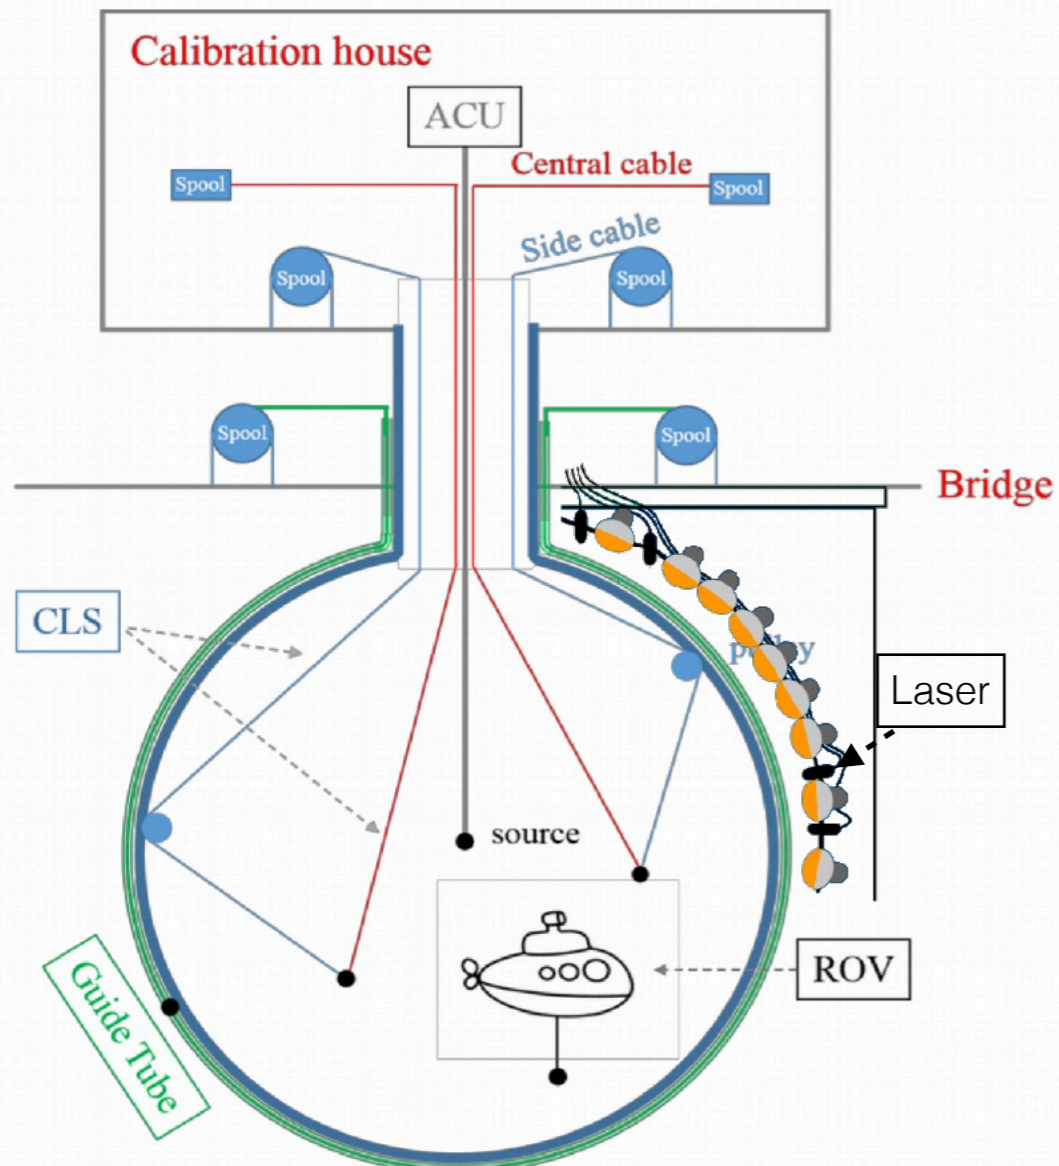 Calibration house
ACU
Central cable
Spool
Spool
Side cable
Spool
Spool
Spool
Spool
Bridge
CLS
pulley
Laser
source
ROV
Guide Tube